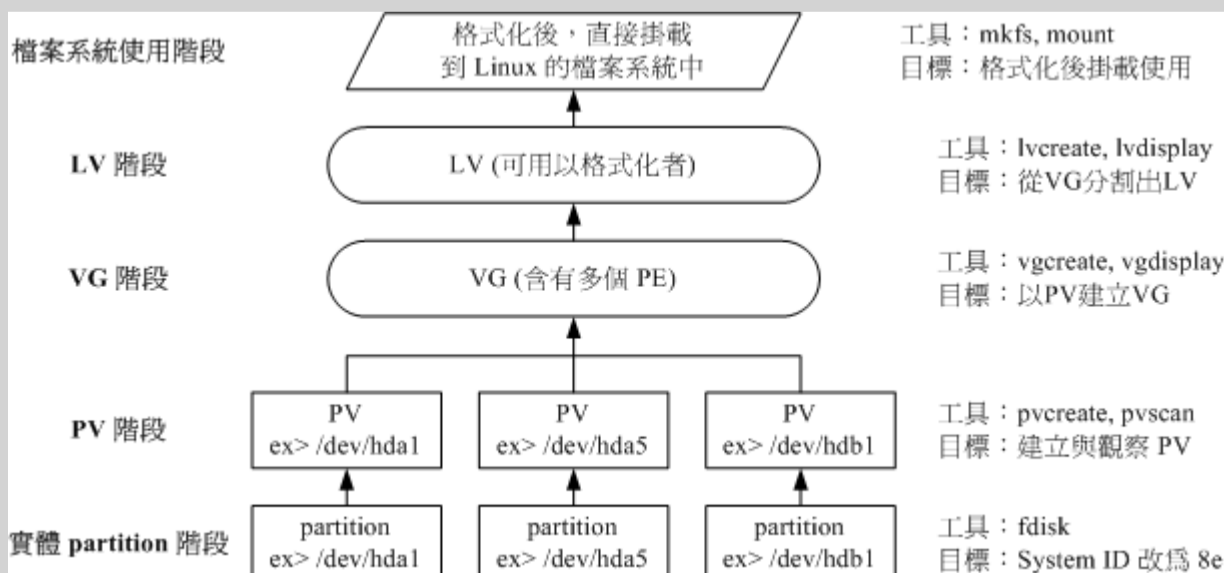 檔案系統使用階段
格式化後，直接掛載
到 Linux 的檔案系統中
工具：mkfs, mount
目標：格式化後掛載使用
LV 階段
LV (可用以格式化者)
工具：lvcreate, lvdisplay
目標：從VG分割出LV
VG 階段
VG (含有多個 PE)
工具：vgcreate, vgdisplay
目標：以PV建立VG
PV 階段
PV
ex> /dev/hda1
PV
ex> /dev/hda5
PV
ex> /dev/hdb1
工具：pvcreate, pvscan
目標：建立與觀察 PV
實體 partition 階段
partition
ex> /dev/hda1
partition
ex> /dev/hda5
partition
ex> /dev/hdb1
工具：fdisk
目標：System ID 改為 8e